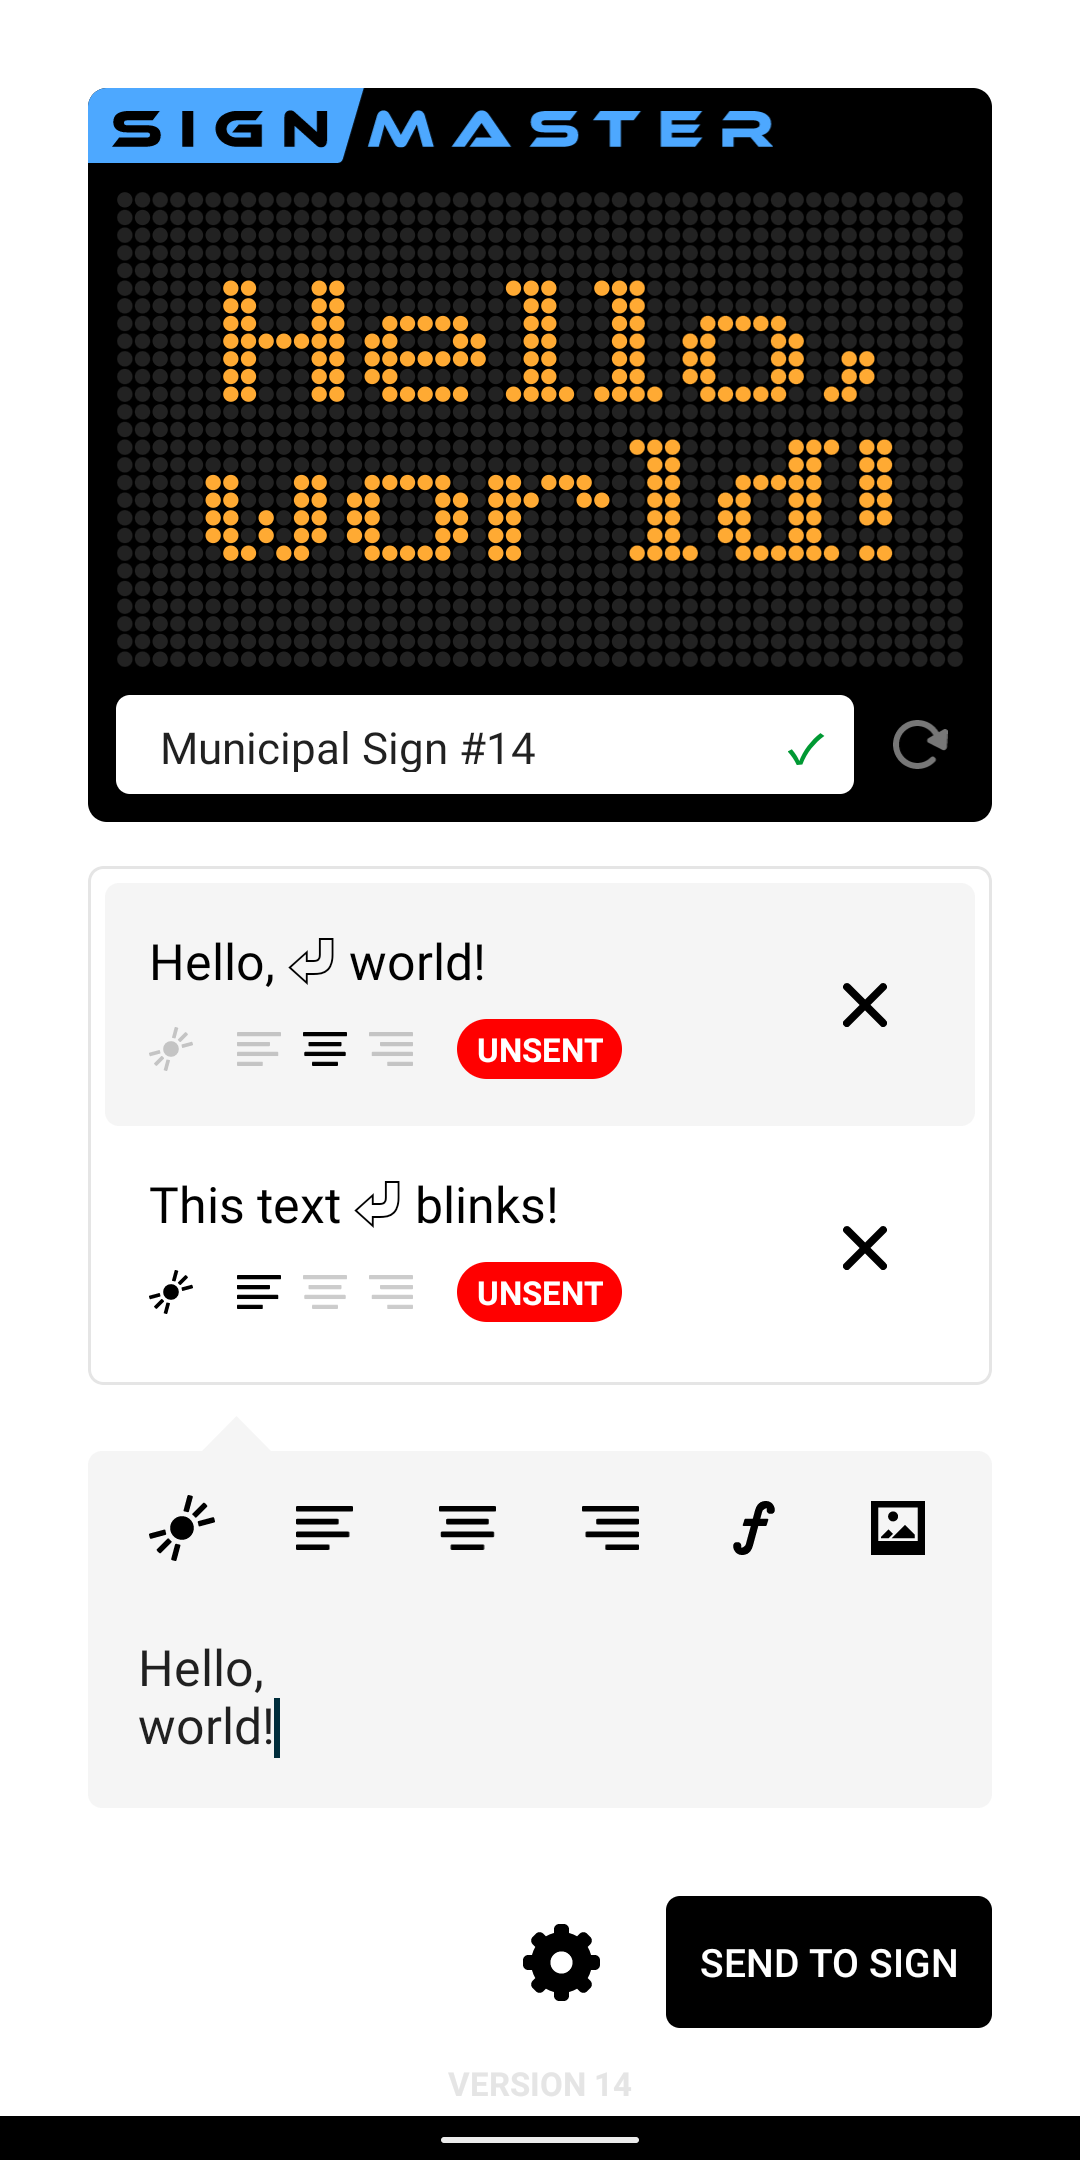 SIGN MASTER
Hello,
world!
Municipal Sign #14
Hello, ⏎ world!
UNSENT
This text ⏎ blinks!
UNSENT
Hello,
world!
SEND TO SIGN
VERSION 14